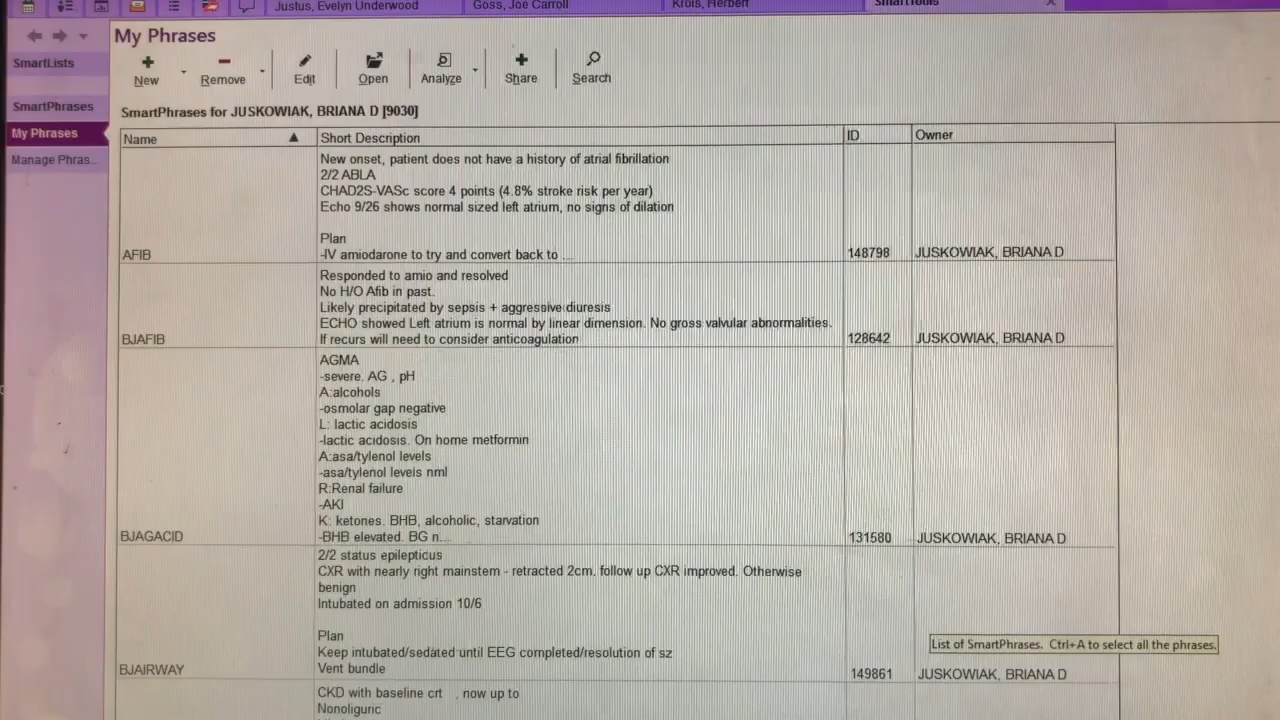 Justus, Evelyn Underwood
Goss, Joe Carroll
Krois, Herbert
SmartTools
X
My Phrases
SmartLists
SmartPhrases
My Phrases
Manage Phras...
New
Remove
Edit
Open
Analyze
Share
Search
SmartPhrases for JUSKOWIAK, BRIANA D [9030]
Name
Short Description
ID
Owner
New onset, patient does not have a history of atrial fibrillation
2/2 ABLA
CHAD2S-VASc score 4 points (4.8% stroke risk per year)
Echo 9/26 shows normal sized left atrium, no signs of dilation
Plan
-IV amiodarone to try and convert back to ...
AFIB
148798
JUSKOWIAK, BRIANA D
Responded to amio and resolved
No H/O Afib in past.
Likely precipitated by sepsis + aggressive diuresis
ECHO showed Left atrium is normal by linear dimension. No gross valvular abnormalities.
If recurs will need to consider anticoagulation
BJAFIB
128642
JUSKOWIAK, BRIANA D
AGMA
-severe. AG , pH
A:alcohols
-osmolar gap negative
L: lactic acidosis
-lactic acidosis. On home metformin
A:asa/tylenol levels
-asa/tylenol levels nml
R:Renal failure
-AKI
K: ketones. BHB, alcoholic, starvation
-BHB elevated. BG n...
BJAGACID
131580
JUSKOWIAK, BRIANA D
2/2 status epilepticus
CXR with nearly right mainstem - retracted 2cm, follow up CXR improved. Otherwise
benign
Intubated on admission 10/6
Plan
Keep intubated/sedated until EEG completed/resolution of sz
Vent bundle
BJAIRWAY
149861
JUSKOWIAK, BRIANA D
List of SmartPhrases. Ctrl+A to select all the phrases.
CKD with baseline crt , now up to
Nonoliguric